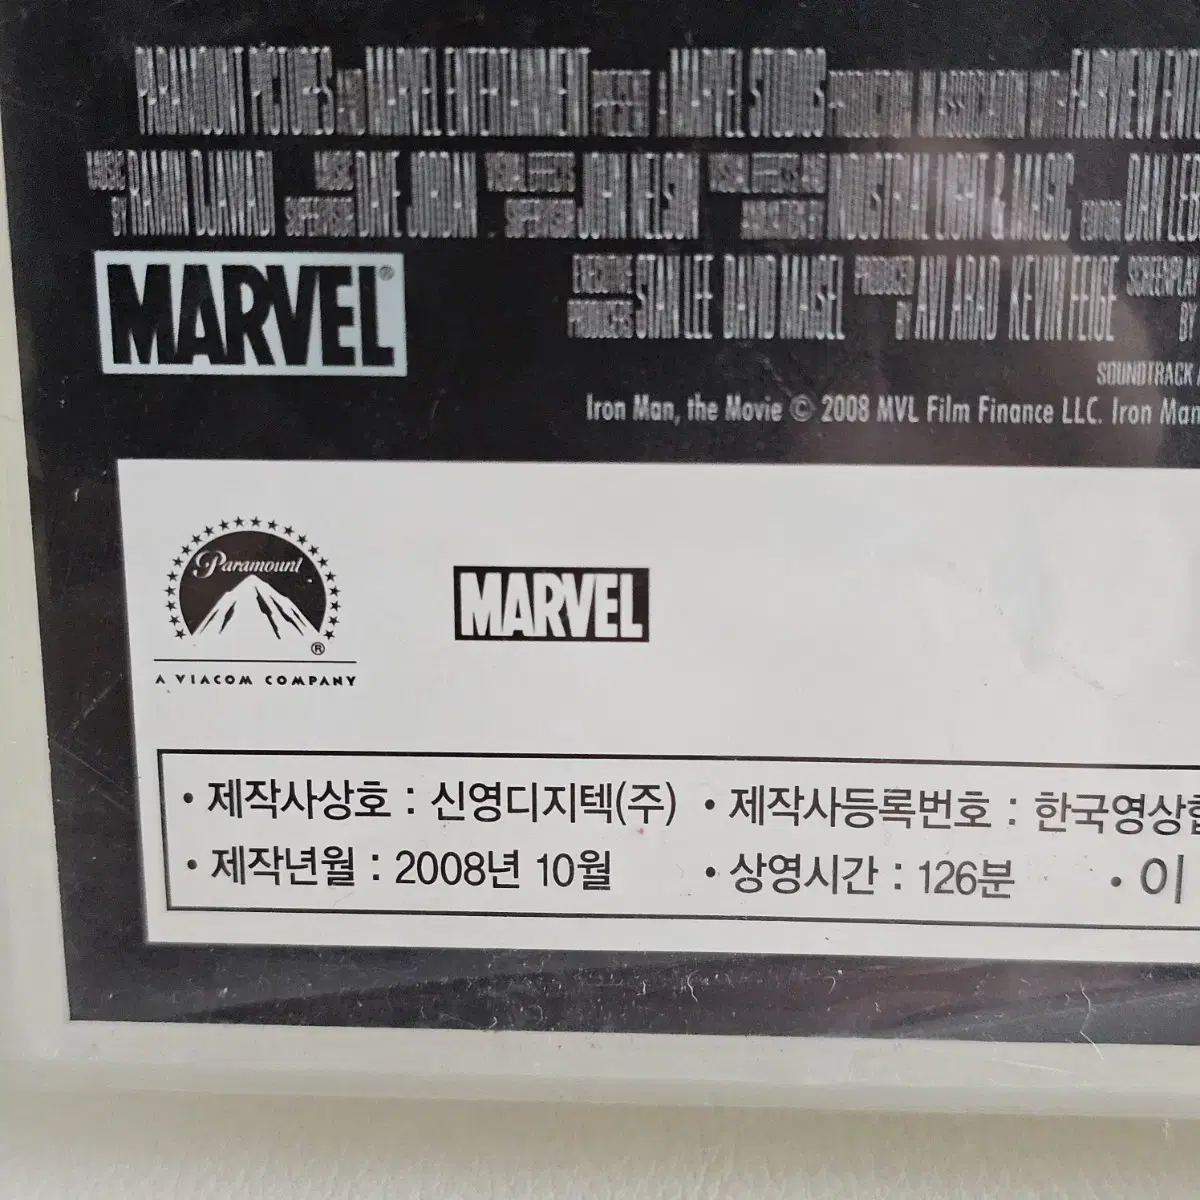 PARAMOUNT PICTURES AND MARVEL ENTERTAINMENT PRESENT A MARVEL STUDIOS PRODUCTION IN ASSOCIATION WITH FAIRVIEW
MUSIC BY RAMIN DJAWADI MUSIC SUPERVISOR DAVE JORDAN VISUAL EFFECTS SUPERVISOR JOHN NELSON VISUAL EFFECTS AND ANIMATION BY INDUSTRIAL LIGHT & MAGIC EDITOR DAN
MARVEL®
EXECUTIVE PRODUCERS STAN LEE DAVID MAISEL PRODUCED BY AVI ARAD KEVIN FEIGE SCREENPLAY BY
SOUNDTRACK
Iron Man, the Movie © 2008 MVL Film Finance LLC. Iron Man
Paramount ®
A VIACOM COMPANY
MARVEL
• 제작사상호 : 신영디지텍(주) • 제작사등록번호 : 한국영상
• 제작년월 : 2008년 10월 • 상영시간 : 126분 • 이